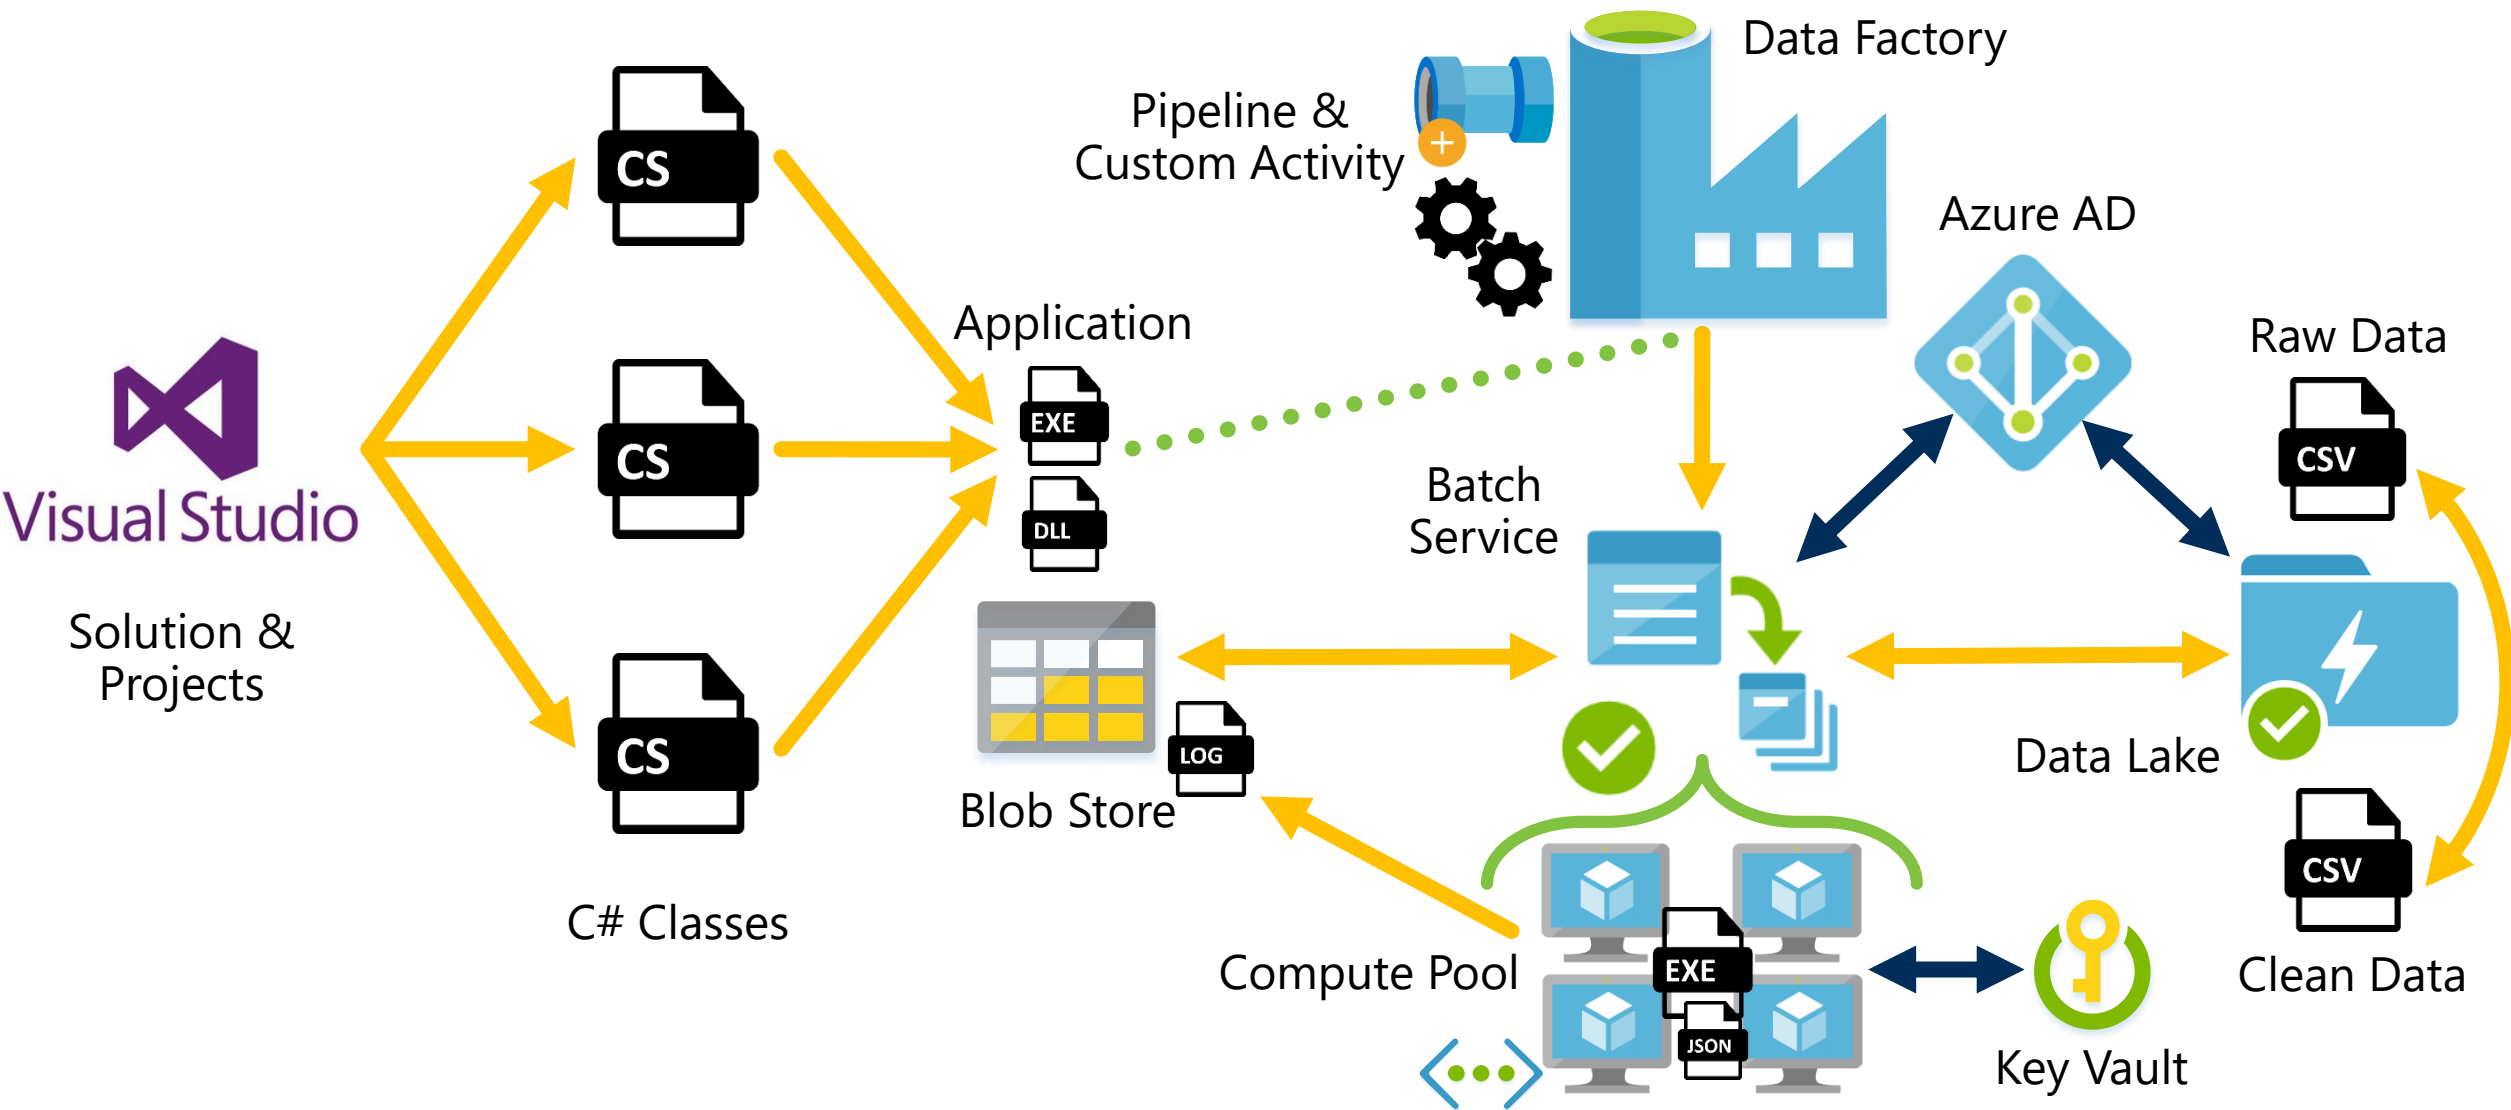 Visual Studio
Solution &
Projects
CS
CS
CS
C# Classes
Application
EXE
DLL
Blob Store
LOG
Pipeline &
Custom Activity
Data Factory
Batch
Service
Compute Pool
EXE
JSON
Azure AD
Key Vault
Raw Data
CSV
Data Lake
CSV
Clean Data